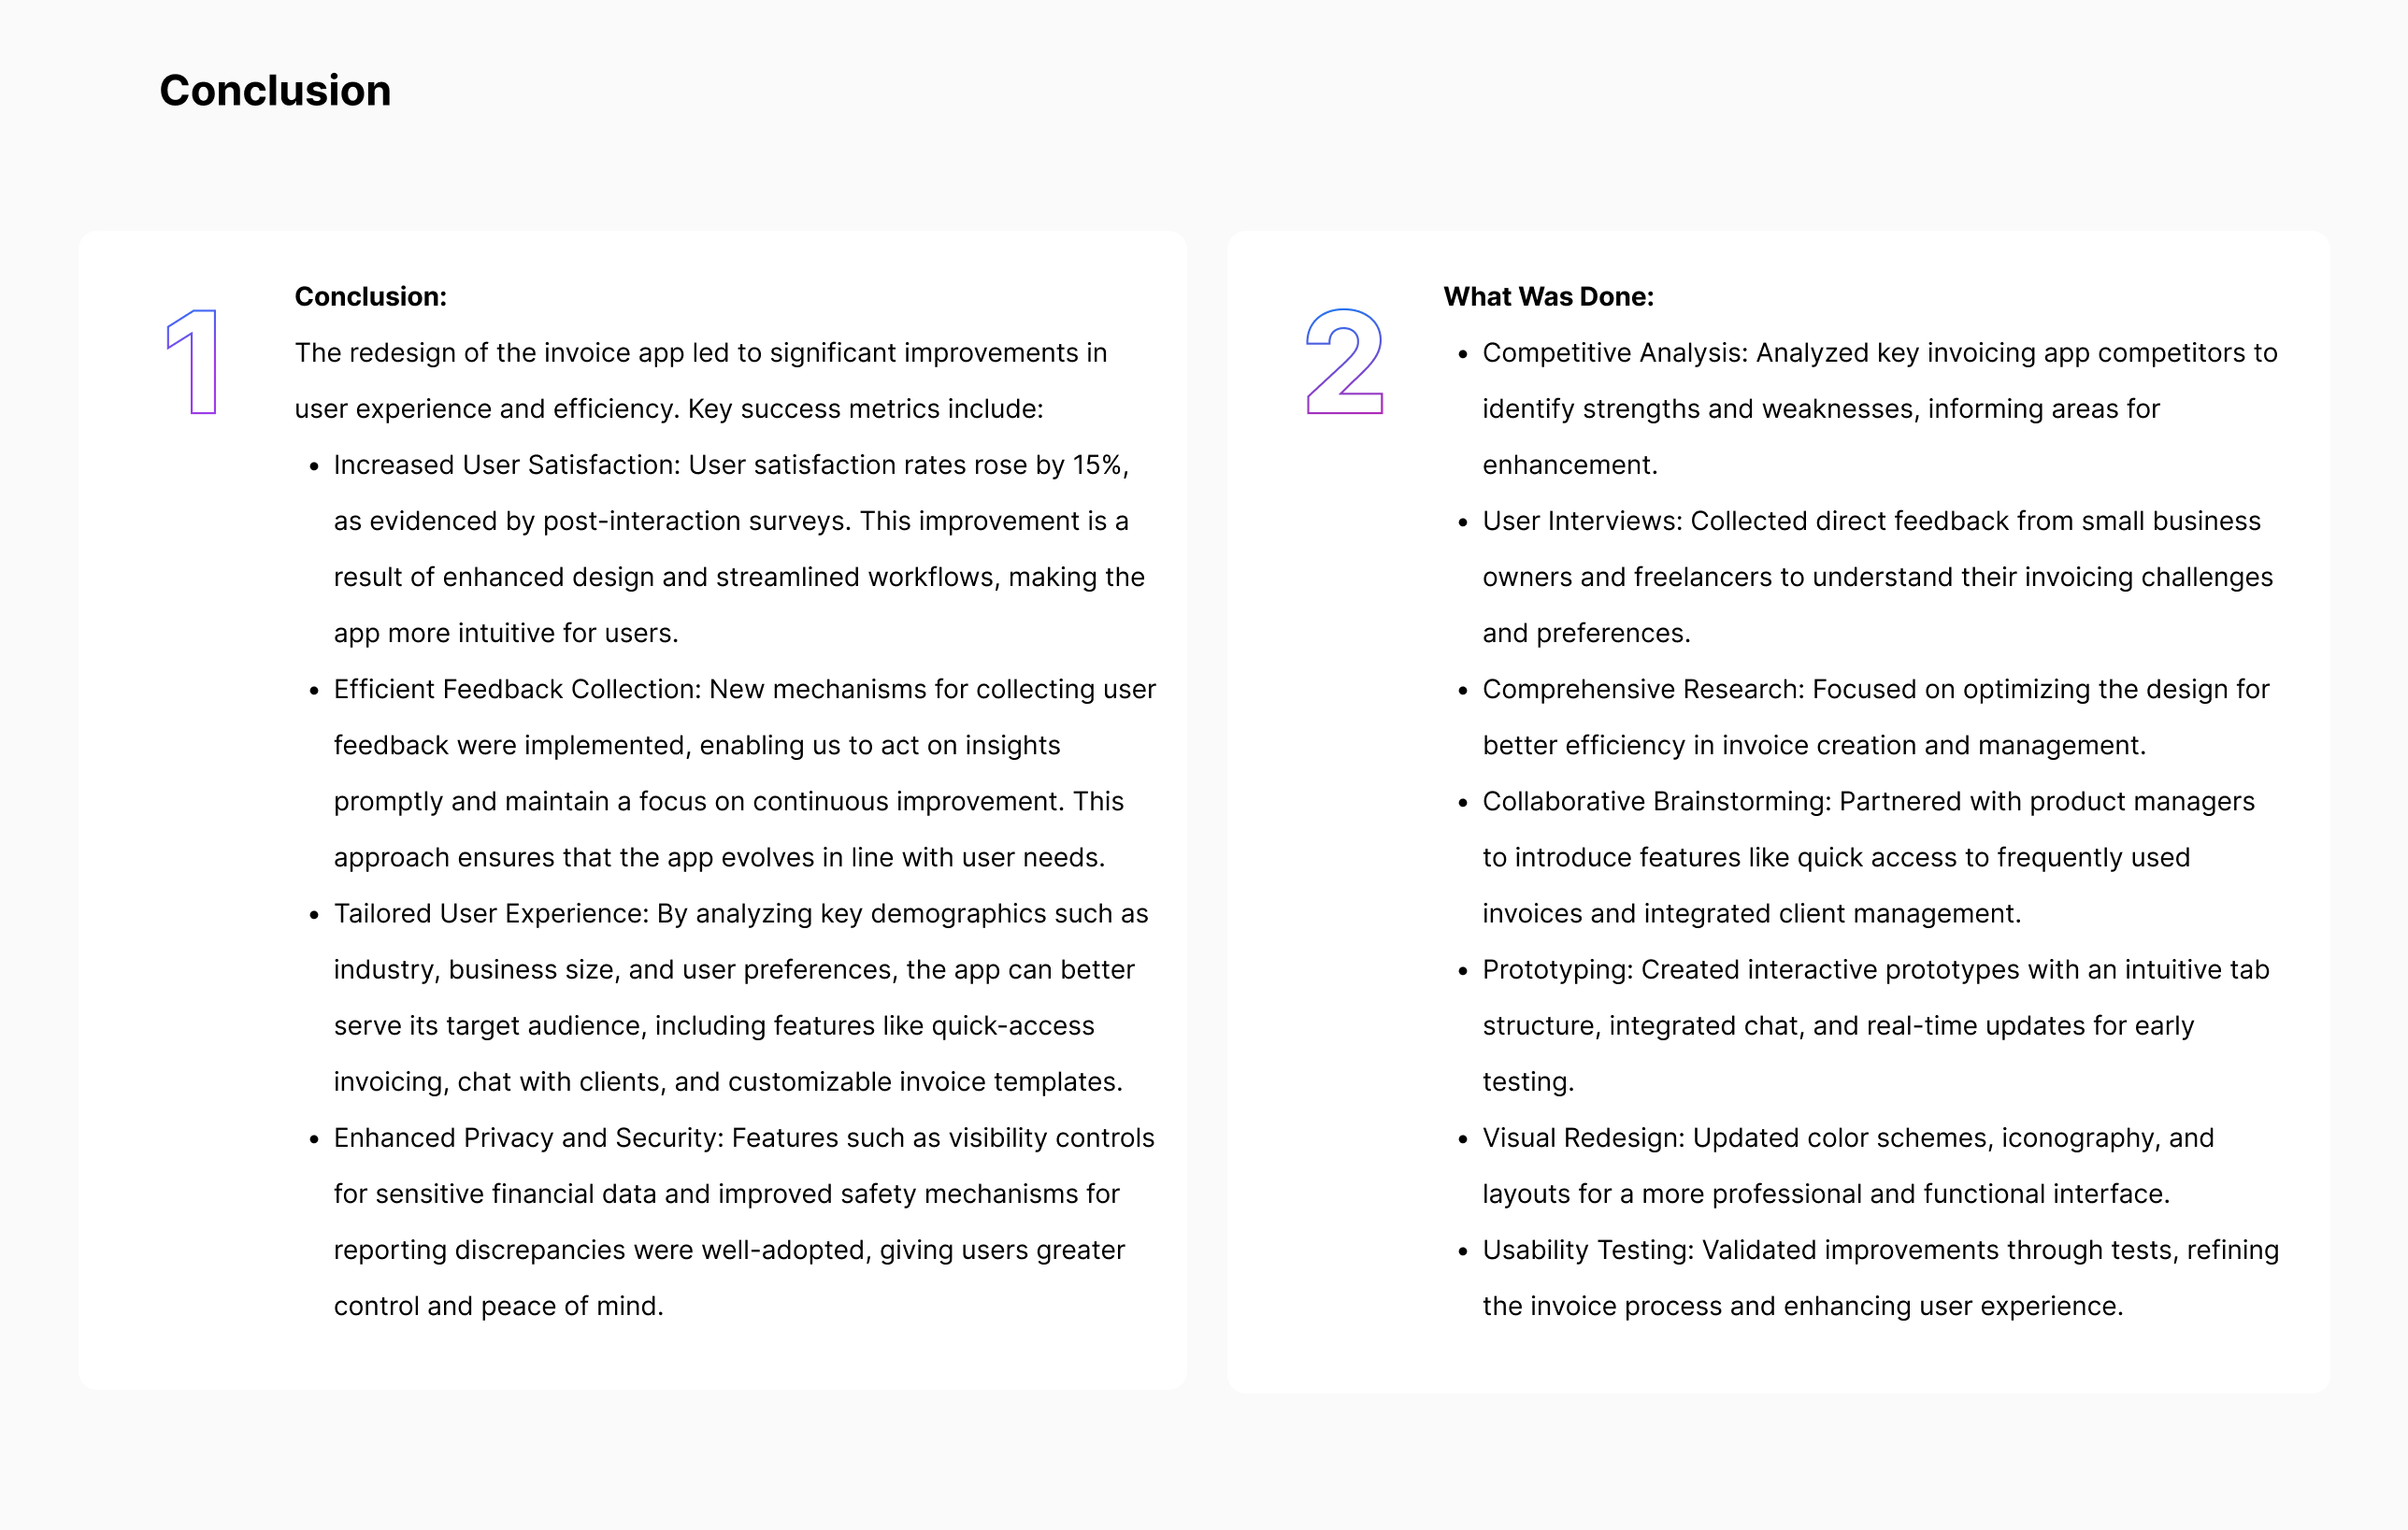 Conclusion
1
Conclusion:
The redesign of the invoice app led to significant improvements in
user experience and efficiency. Key success metrics include:
• Increased User Satisfaction: User satisfaction rates rose by 15%,
as evidenced by post-interaction surveys. This improvement is a
result of enhanced design and streamlined workflows, making the
app more intuitive for users.
• Efficient Feedback Collection: New mechanisms for collecting user
feedback were implemented, enabling us to act on insights
promptly and maintain a focus on continuous improvement. This
approach ensures that the app evolves in line with user needs.
• Tailored User Experience: By analyzing key demographics such as
industry, business size, and user preferences, the app can better
serve its target audience, including features like quick-access
invoicing, chat with clients, and customizable invoice templates.
• Enhanced Privacy and Security: Features such as visibility controls
for sensitive financial data and improved safety mechanisms for
reporting discrepancies were well-adopted, giving users greater
control and peace of mind.
2
What Was Done:
• Competitive Analysis: Analyzed key invoicing app competitors to
identify strengths and weaknesses, informing areas for
enhancement.
• User Interviews: Collected direct feedback from small business
owners and freelancers to understand their invoicing challenges
and preferences.
• Comprehensive Research: Focused on optimizing the design for
better efficiency in invoice creation and management.
• Collaborative Brainstorming: Partnered with product managers
to introduce features like quick access to frequently used
invoices and integrated client management.
• Prototyping: Created interactive prototypes with an intuitive tab
structure, integrated chat, and real-time updates for early
testing.
• Visual Redesign: Updated color schemes, iconography, and
layouts for a more professional and functional interface.
• Usability Testing: Validated improvements through tests, refining
the invoice process and enhancing user experience.